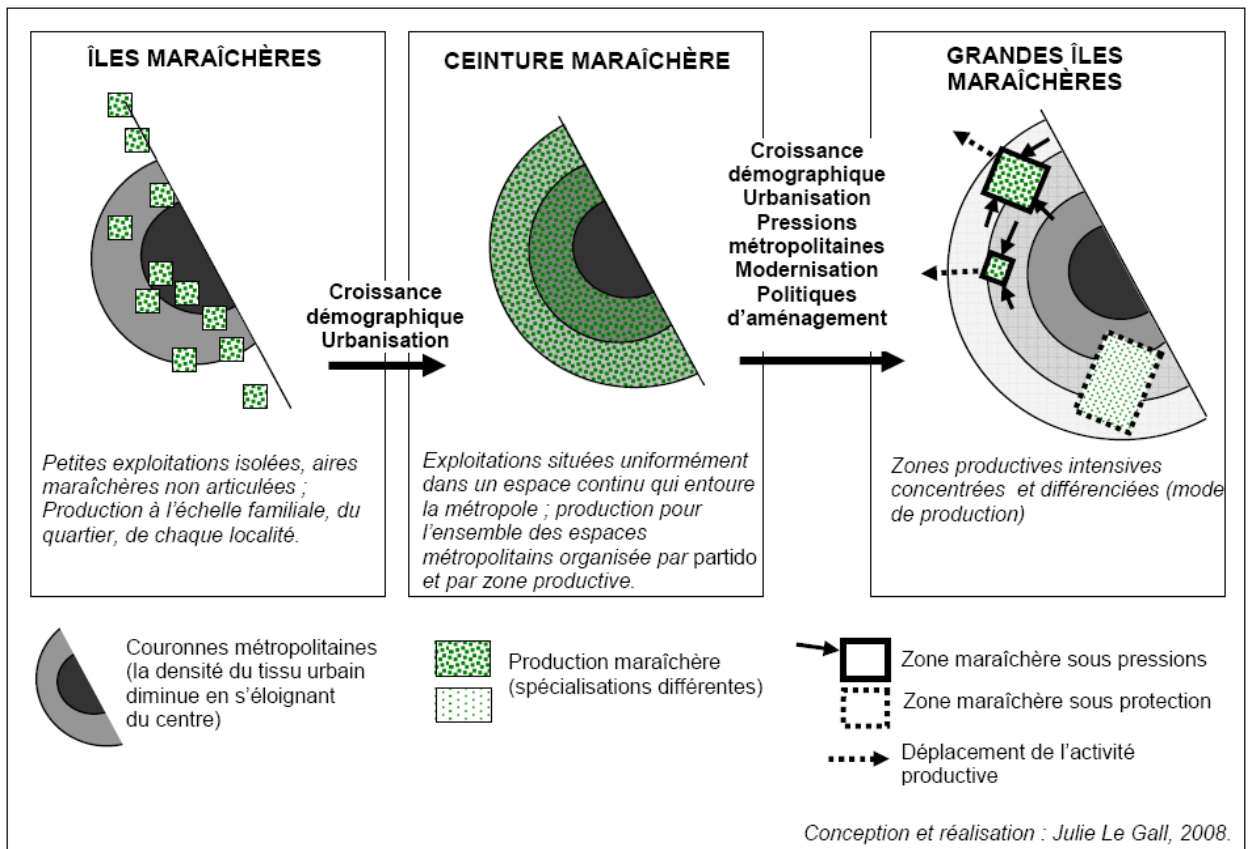 ÎLES MARAÎCHÈRES
Petites exploitations isolées, aires
maraîchères non articulées ;
Production à l'échelle familiale, du
quartier, de chaque localité.
Croissance
démographique
Urbanisation
CEINTURE MARAÎCHÈRE
Exploitations situées uniformément
dans un espace continu qui entoure
la métropole ; production pour
l'ensemble des espaces
métropolitains organisée par partido
et par zone productive.
Croissance
démographique
Urbanisation
Pressions
métropolitaines
Modernisation
Politiques
d'aménagement
GRANDES ÎLES
MARAÎCHÈRES
Zones productives intensives
concentrées et différenciées (mode
de production)
Couronnes métropolitaines
(la densité du tissu urbain
diminue en s'éloignant
du centre)
Production maraîchère
(spécialisations différentes)
Zone maraîchère sous pressions
Zone maraîchère sous protection
Déplacement de l'activité
productive
Conception et réalisation : Julie Le Gall, 2008.